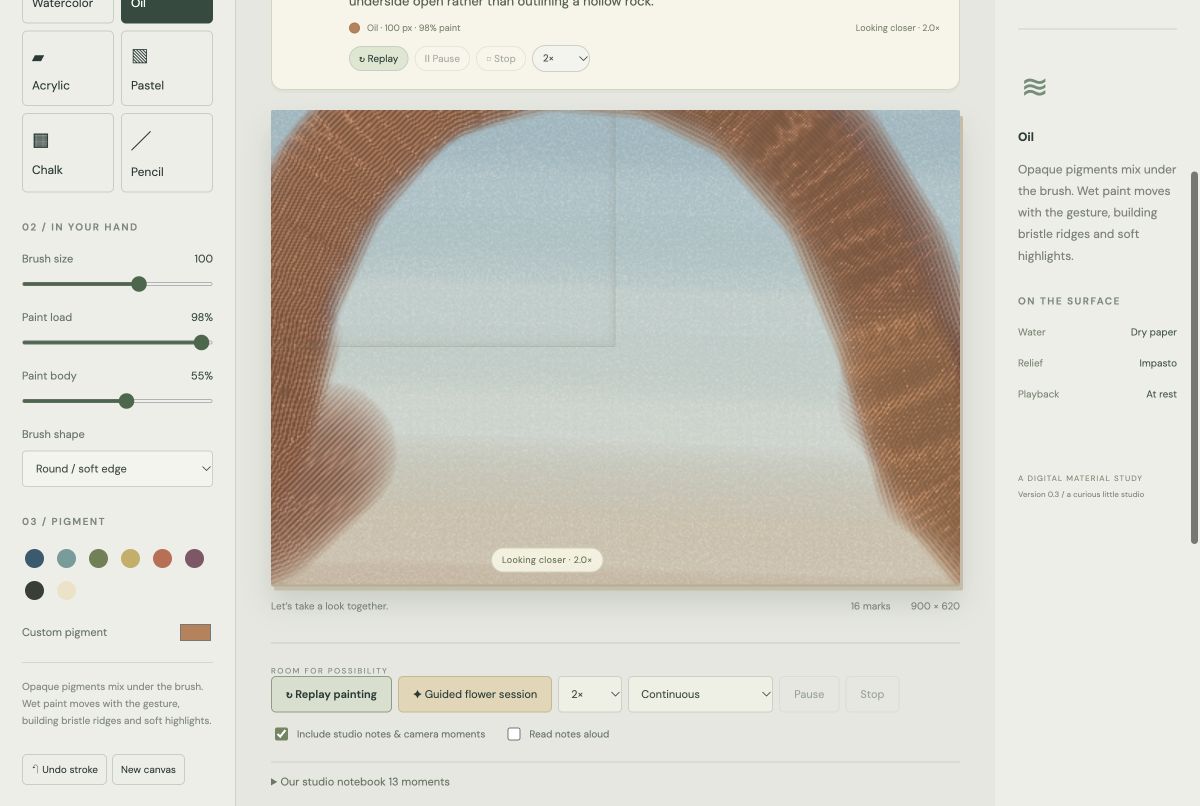 Watercolor
Oil
Acrylic
Pastel
Chalk
Pencil
02 / IN YOUR HAND
Brush size 100
Paint load 98%
Paint body 55%
Brush shape
Round / soft edge
03 / PIGMENT
Custom pigment
Opaque pigments mix under the brush.
Wet paint moves with the gesture,
building bristle ridges and soft highlights.
Undo stroke
New canvas
underside open rather than outlining a hollow rock.
Oil · 100 px · 98% paint
Looking closer · 2.0×
↻ Replay
II Pause
□ Stop
2×
Looking closer · 2.0×
Let's take a look together.
16 marks
900 × 620
ROOM FOR POSSIBILITY
↻ Replay painting
✦ Guided flower session
2×
Continuous
Pause
Stop
Include studio notes & camera moments
Read notes aloud
▶ Our studio notebook 13 moments
Oil
Opaque pigments mix under
the brush. Wet paint moves
with the gesture, building
bristle ridges and soft
highlights.
ON THE SURFACE
Water Dry paper
Relief Impasto
Playback At rest
A DIGITAL MATERIAL STUDY
Version 0.3 / a curious little studio